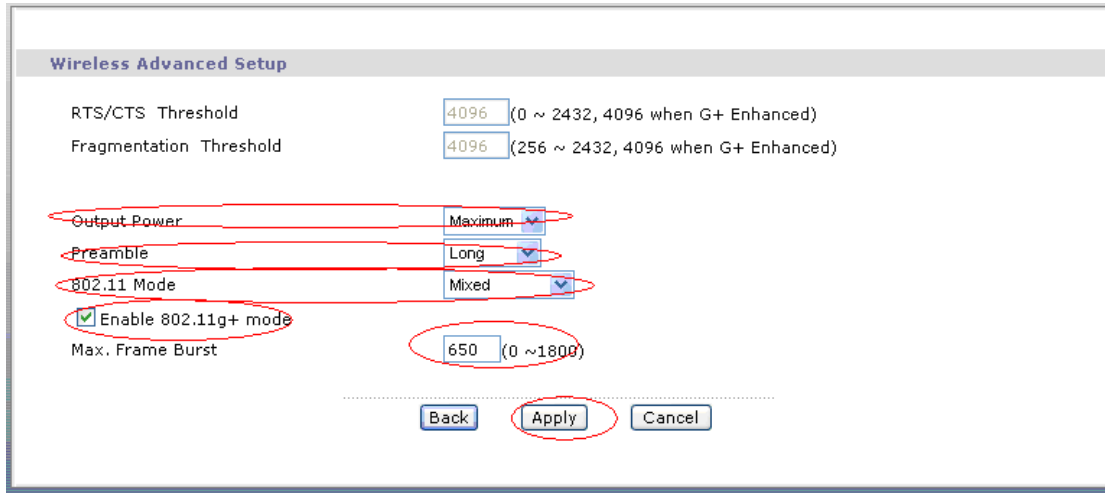 Wireless Advanced Setup
RTS/CTS Threshold 4096 (0 ~ 2432, 4096 when G+ Enhanced)
Fragmentation Threshold 4096 (256 ~ 2432, 4096 when G+ Enhanced)
Output Power Maximum
Preamble Long
802.11 Mode Mixed
Enable 802.11g+ mode
Max. Frame Burst 650 (0 ~1800)
Back Apply Cancel